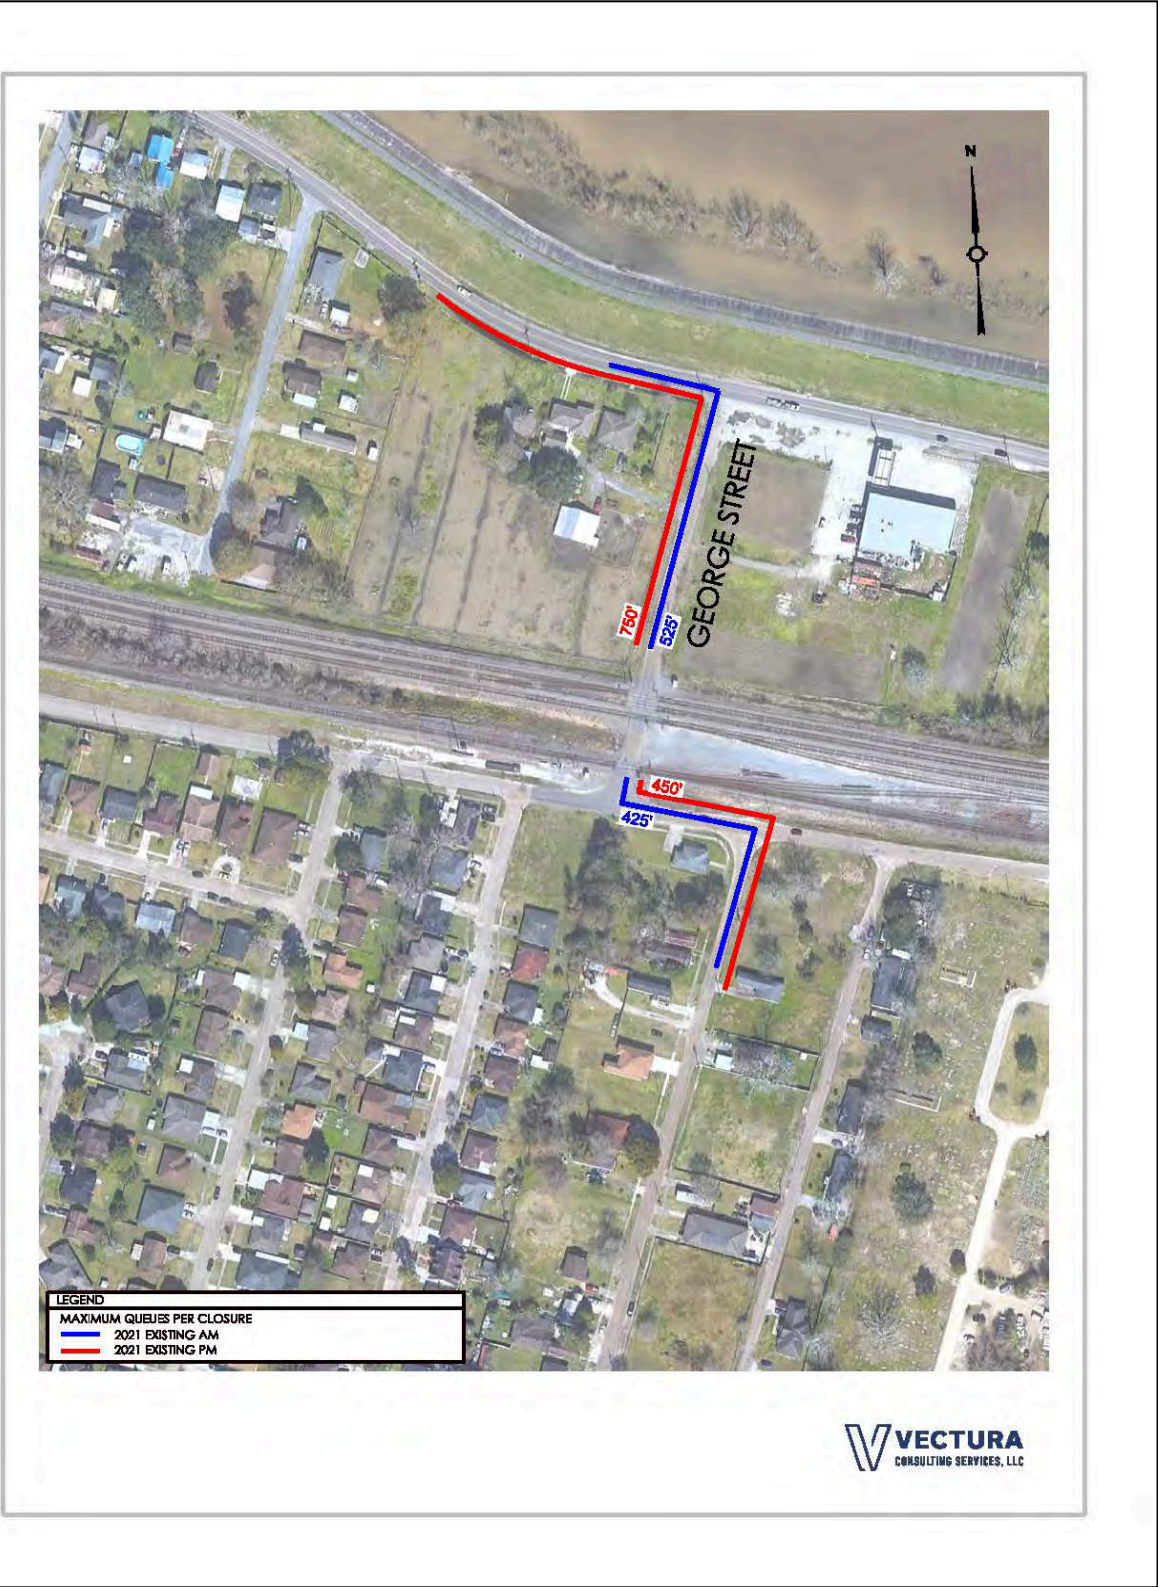 N
GEORGE STREET
750'
525'
450'
425'
LEGEND
MAXIMUM QUEUES PER CLOSURE
2021 EXISTING AM
2021 EXISTING PM
VECTURA
CONSULTING SERVICES, LLC